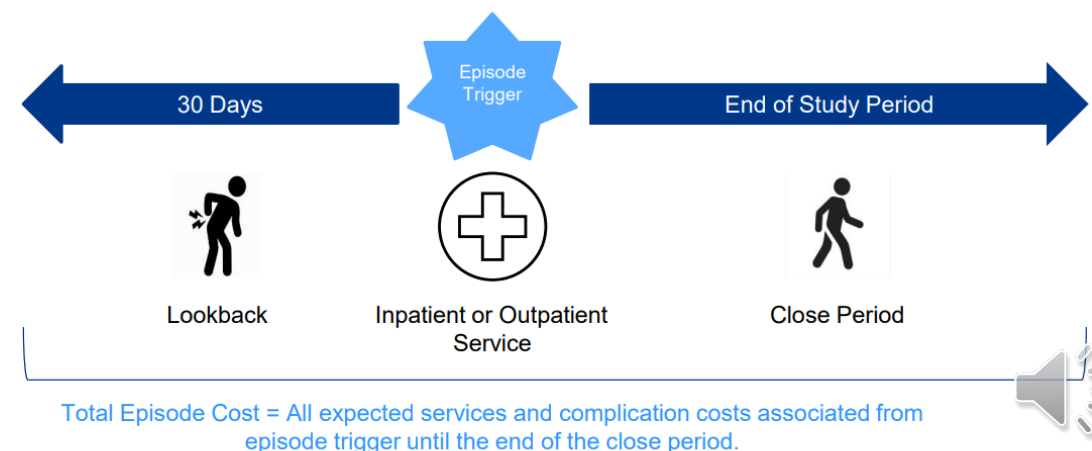 Episode
Trigger
30 Days
End of Study Period
Lookback
Inpatient or Outpatient
Service
Close Period
Total Episode Cost = All expected services and complication costs associated from
episode trigger until the end of the close period.